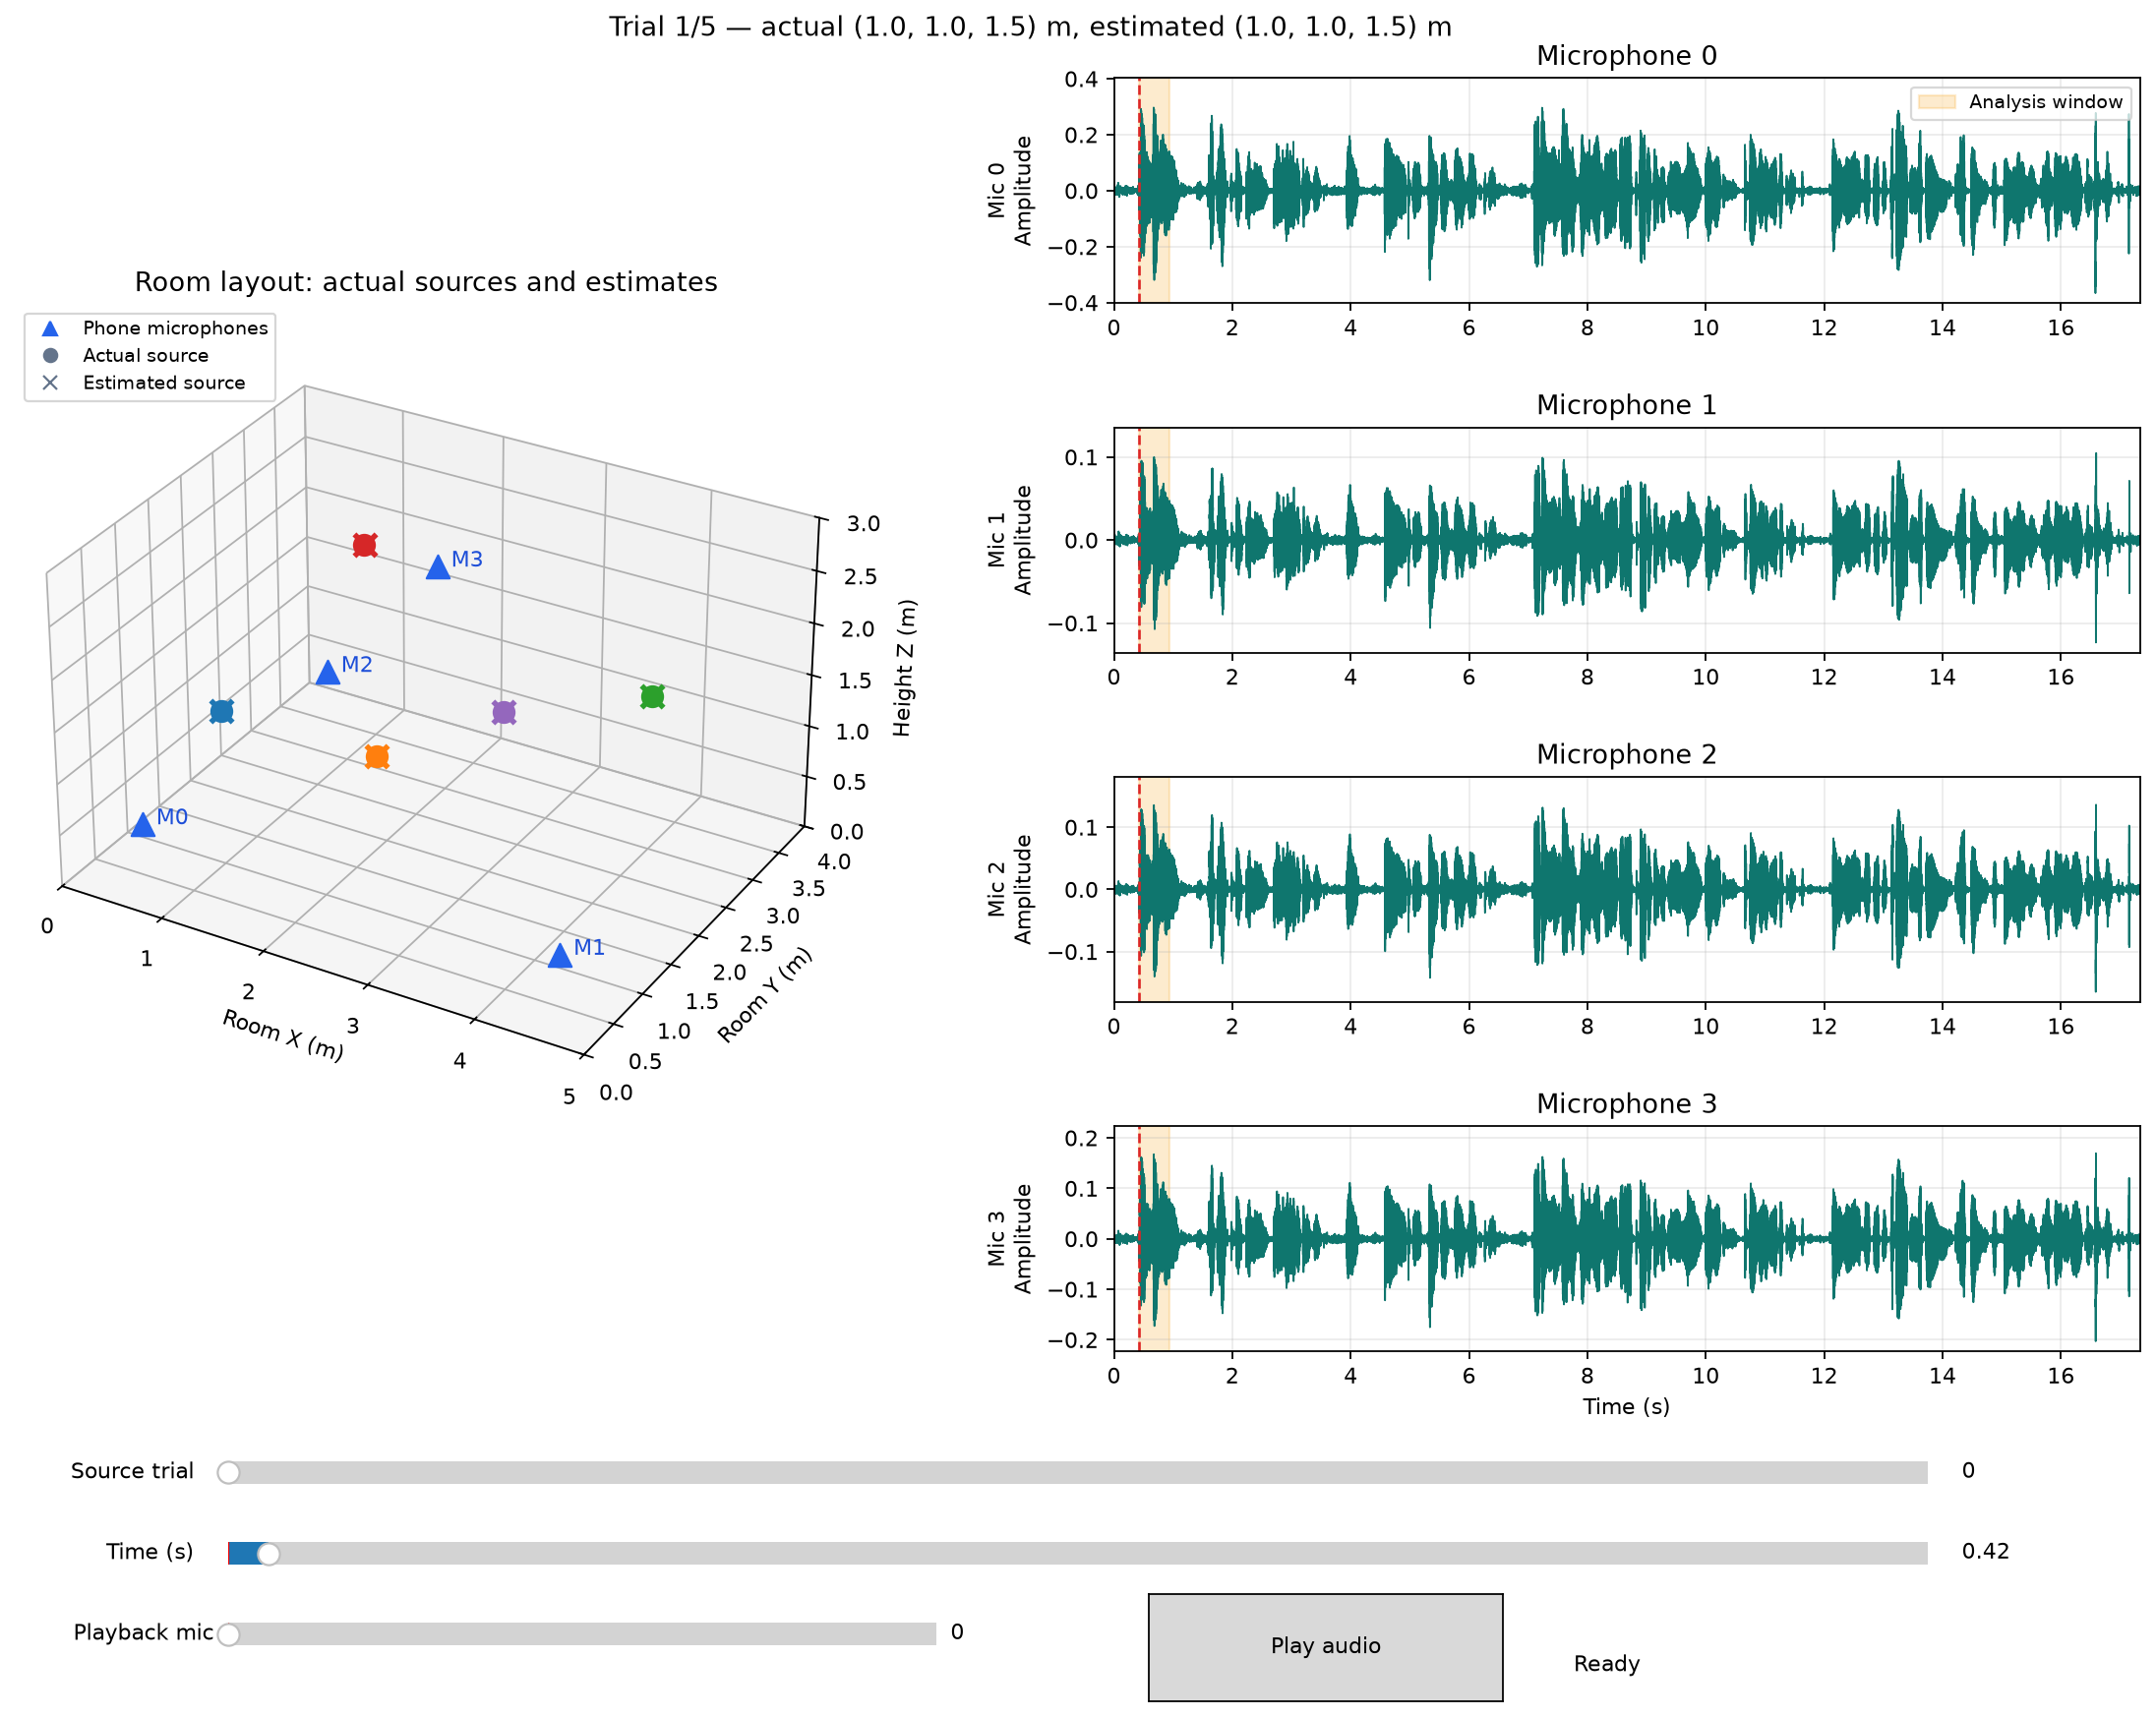 Trial 1/5 — actual (1.0, 1.0, 1.5) m, estimated (1.0, 1.0, 1.5) m
Room layout: actual sources and estimates
Phone microphones
Actual source
Estimated source
M3
M2
M0
M1
0
1
2
3
4
5
Room X (m)
0.0
0.5
1.0
1.5
2.0
2.5
3.0
3.5
4.0
Room Y (m)
0.0
0.5
1.0
1.5
2.0
2.5
3.0
Height Z (m)
Microphone 0
Analysis window
Mic 0
Amplitude
0.4
0.2
0.0
−0.2
−0.4
0 2 4 6 8 10 12 14 16
Microphone 1
Mic 1
Amplitude
0.1
0.0
−0.1
0 2 4 6 8 10 12 14 16
Microphone 2
Mic 2
Amplitude
0.1
0.0
−0.1
0 2 4 6 8 10 12 14 16
Microphone 3
Mic 3
Amplitude
0.2
0.1
0.0
−0.1
−0.2
0 2 4 6 8 10 12 14 16
Time (s)
Source trial 0
Time (s) 0.42
Playback mic 0
Play audio
Ready